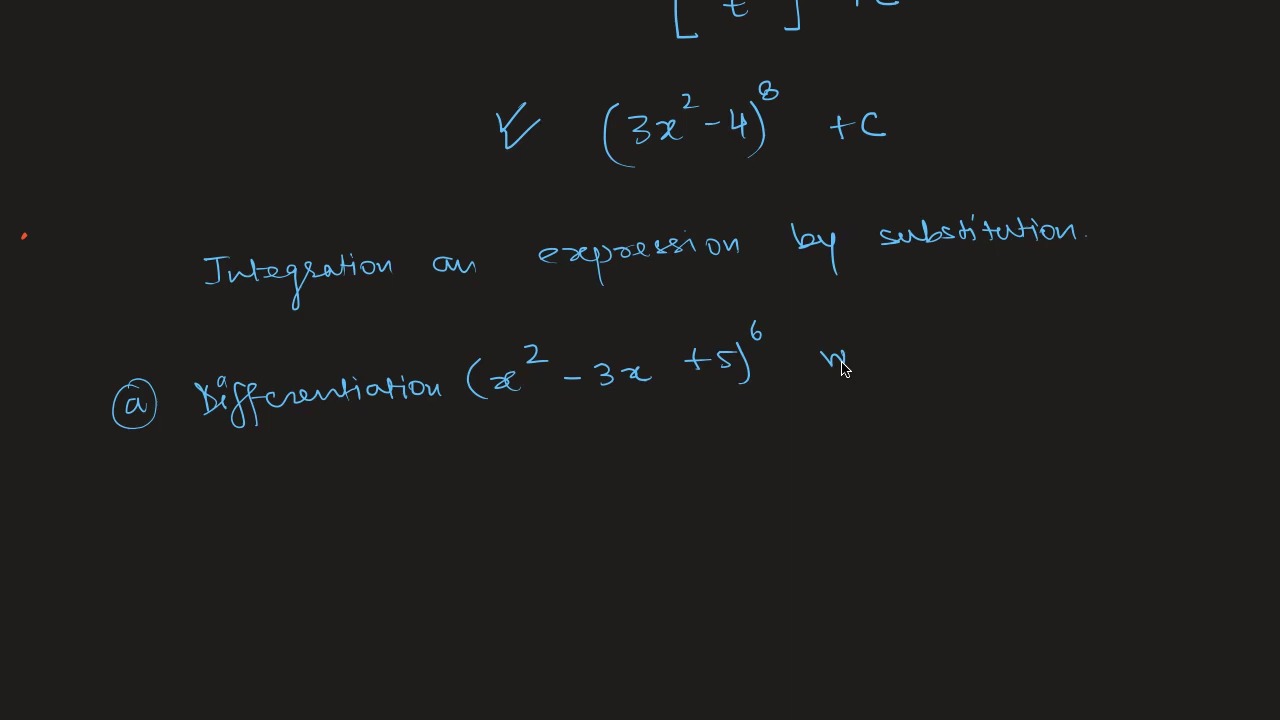 [ t ] + C
(3x² - 4)⁸ + C
Integration an expression by substitution.
ⓐ Differentiation (x² - 3x + 5)⁶